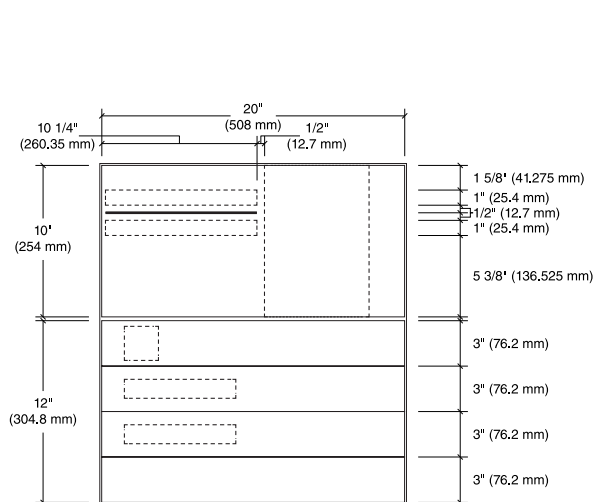 20"
(508 mm)
10 1/4"
(260.35 mm)
1/2"
(12.7 mm)
1 5/8" (41.275 mm)
1" (25.4 mm)
1/2" (12.7 mm)
1" (25.4 mm)
10"
(254 mm)
5 3/8" (136.525 mm)
3" (76.2 mm)
3" (76.2 mm)
12"
(304.8 mm)
3" (76.2 mm)
3" (76.2 mm)